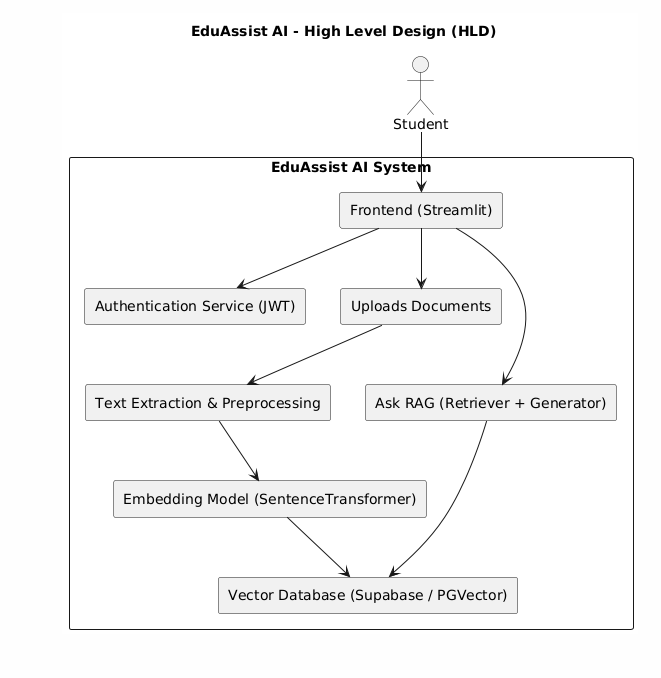 EduAssist AI - High Level Design (HLD)
Student
EduAssist AI System
Frontend (Streamlit)
Authentication Service (JWT)
Uploads Documents
Text Extraction & Preprocessing
Ask RAG (Retriever + Generator)
Embedding Model (SentenceTransformer)
Vector Database (Supabase / PGVector)